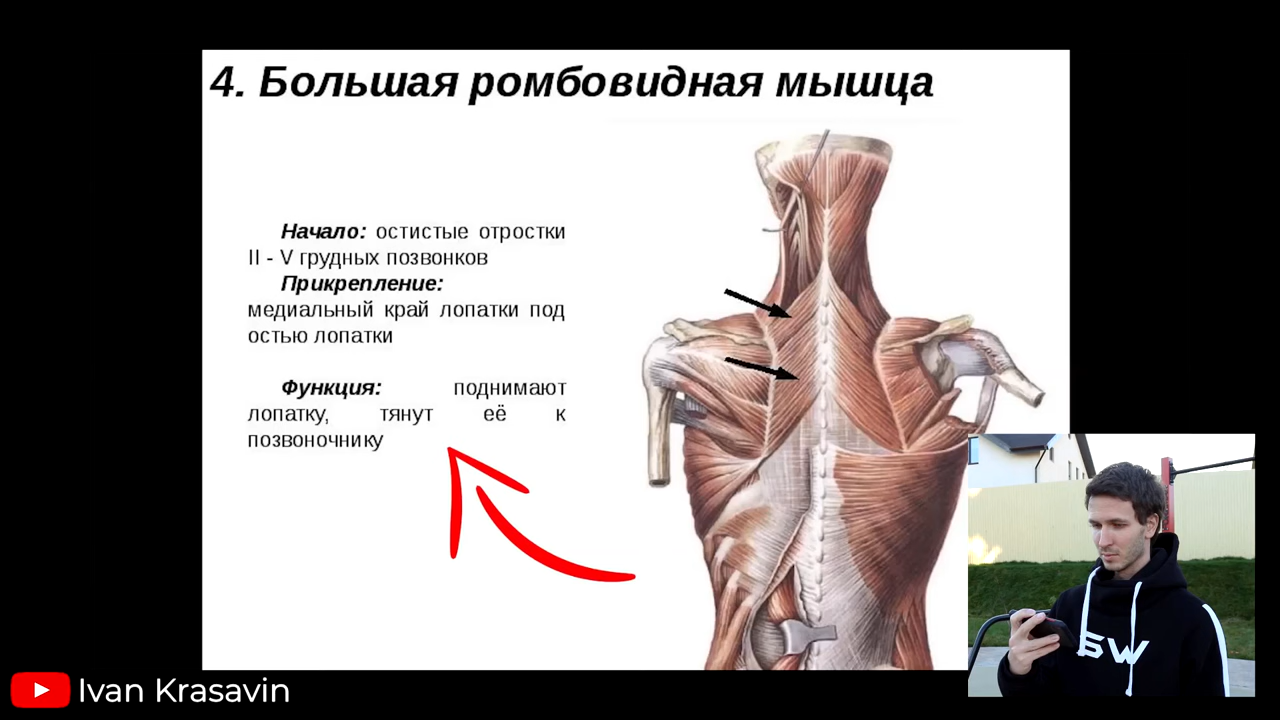 4. Большая ромбовидная мышца
Начало: остистые отростки
II - V грудных позвонков
Прикрепление:
медиальный край лопатки под
остью лопатки
Функция: поднимают
лопатку, тянут её к
позвоночнику
GW
Ivan Krasavin